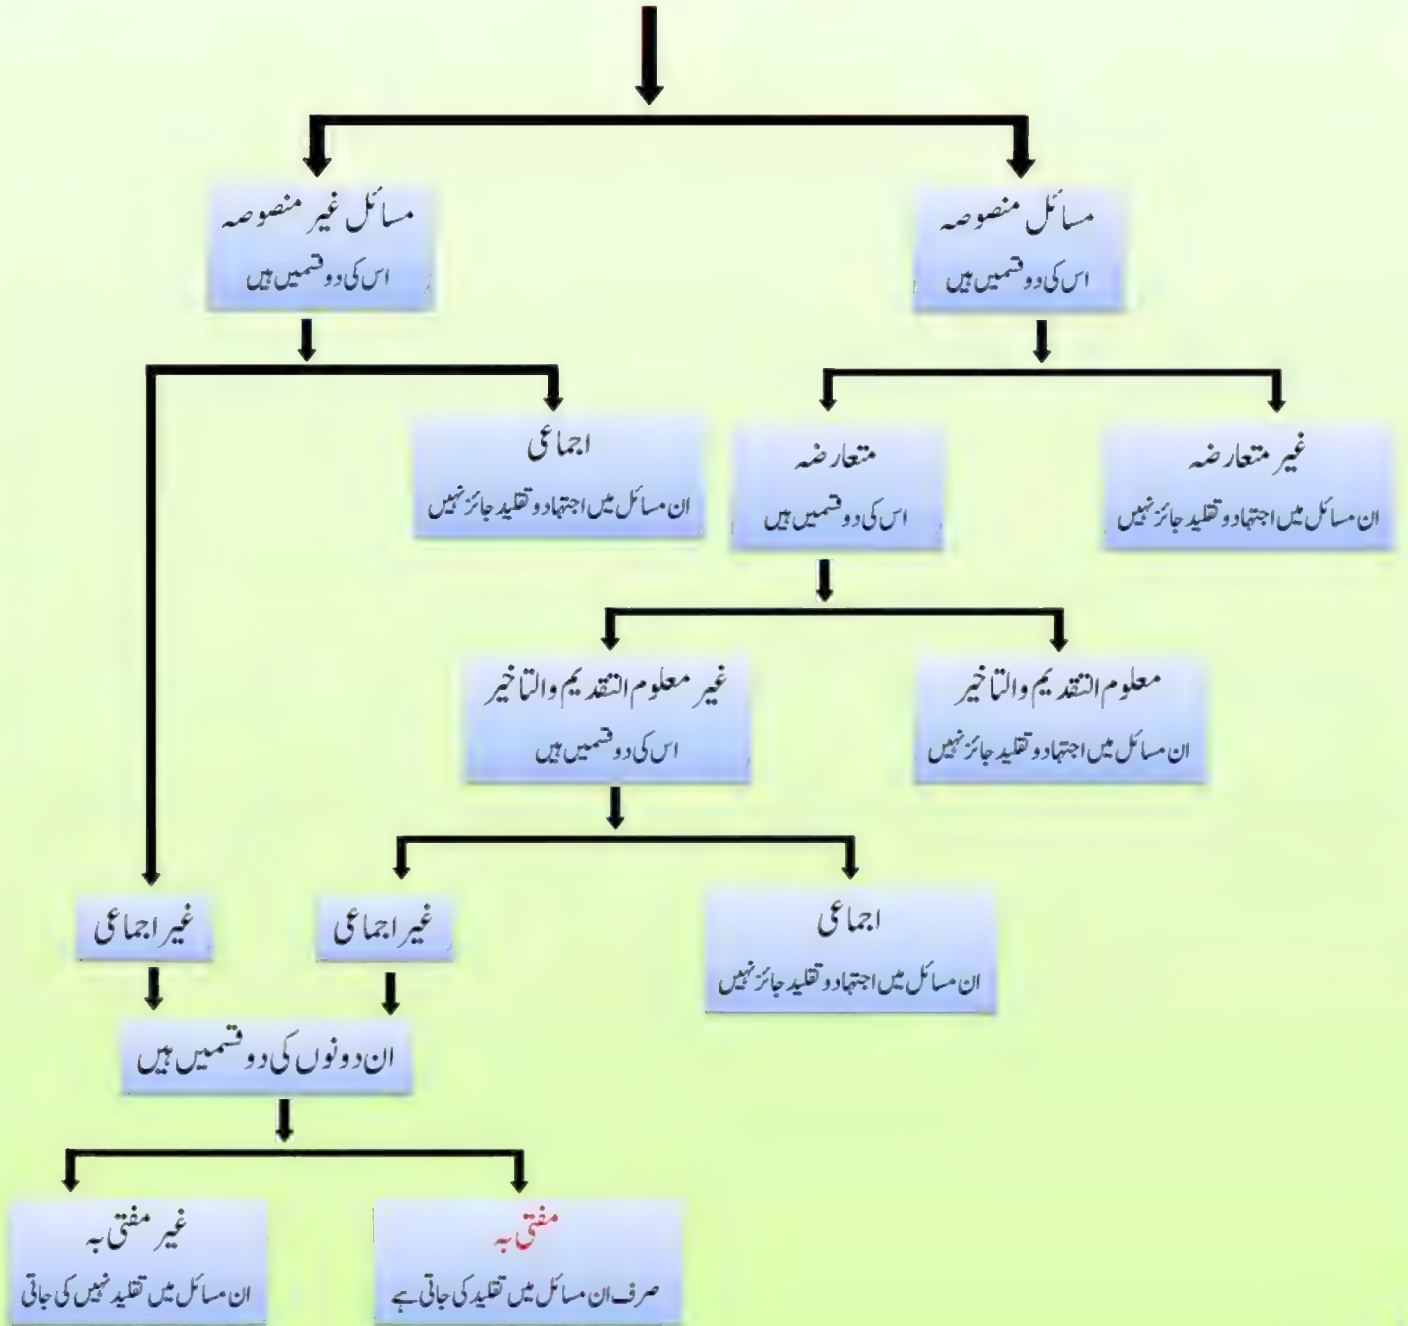 مسائل منصوصہ
اس کی دو قسمیں ہیں
مسائل غیر منصوصہ
اس کی دو قسمیں ہیں
غیر متعارضہ
ان مسائل میں اجتہاد و تقلید جائز نہیں
متعارضہ
اس کی دو قسمیں ہیں
اجماعی
ان مسائل میں اجتہاد و تقلید جائز نہیں
معلوم التقدیم والتاخیر
ان مسائل میں اجتہاد و تقلید جائز نہیں
غیر معلوم التقدیم والتاخیر
اس کی دو قسمیں ہیں
اجماعی
ان مسائل میں اجتہاد و تقلید جائز نہیں
غیر اجماعی
غیر اجماعی
ان دونوں کی دو قسمیں ہیں
مفتی بہ
صرف ان مسائل میں تقلید کی جاتی ہے
غیر مفتی بہ
ان مسائل میں تقلید نہیں کی جاتی